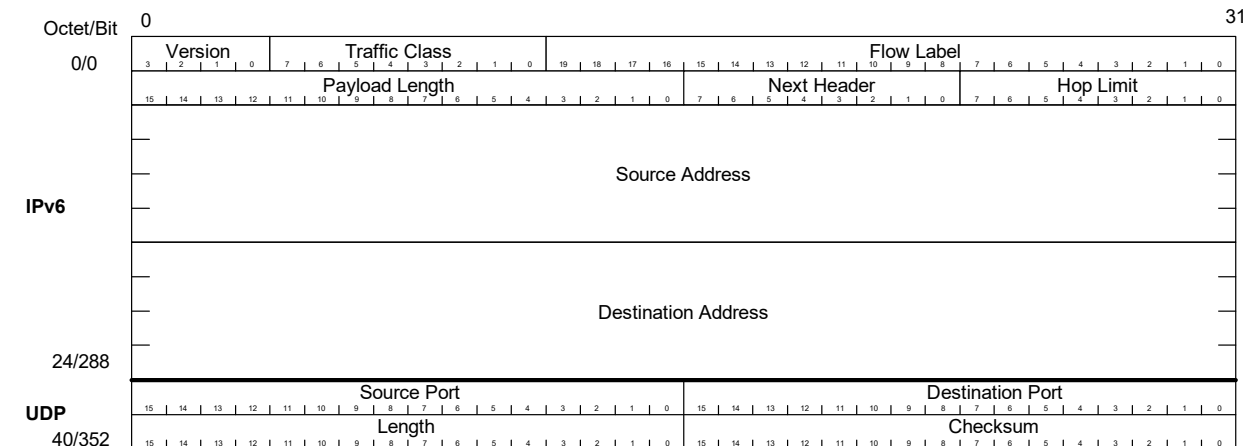 Octet/Bit 0 31
0/0 Version Traffic Class Flow Label
3 2 1 0 7 6 5 4 3 2 1 0 19 18 17 16 15 14 13 12 11 10 9 8 7 6 5 4 3 2 1 0
Payload Length Next Header Hop Limit
15 14 13 12 11 10 9 8 7 6 5 4 3 2 1 0 7 6 5 4 3 2 1 0 7 6 5 4 3 2 1 0
Source Address
IPv6
Destination Address
24/288
Source Port Destination Port
15 14 13 12 11 10 9 8 7 6 5 4 3 2 1 0 15 14 13 12 11 10 9 8 7 6 5 4 3 2 1 0
UDP
Length Checksum
40/352 15 14 13 12 11 10 9 8 7 6 5 4 3 2 1 0 15 14 13 12 11 10 9 8 7 6 5 4 3 2 1 0